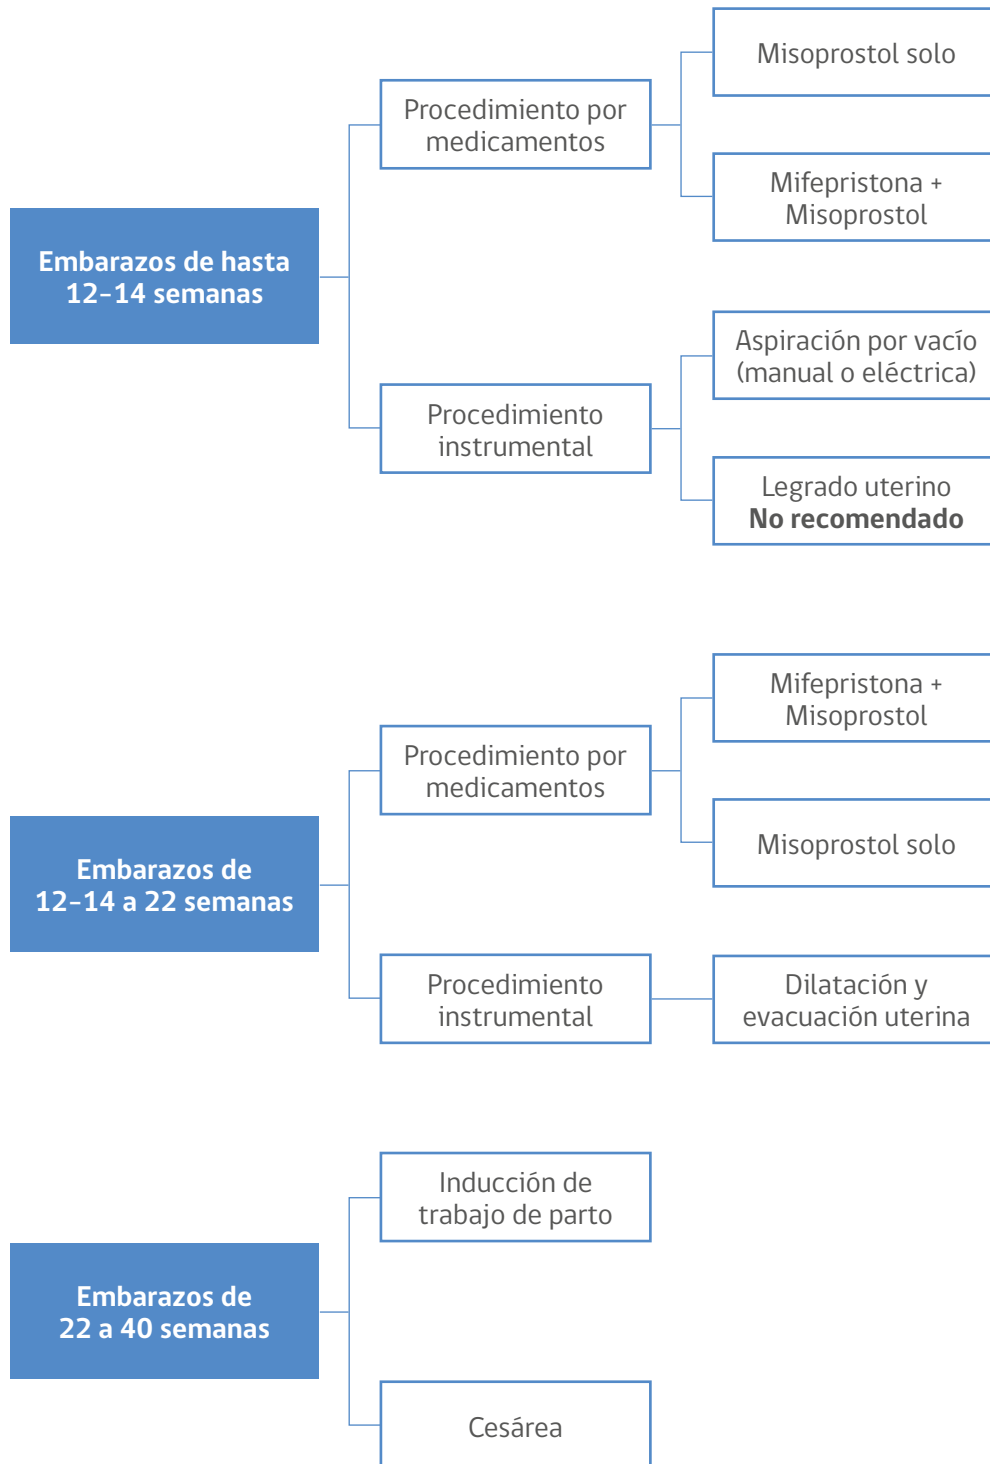 Embarazos de hasta
12-14 semanas
Procedimiento por
medicamentos
Misoprostol solo
Mifepristona +
Misoprostol
Procedimiento
instrumental
Aspiración por vacío
(manual o eléctrica)
Legrado uterino
No recomendado
Embarazos de
12-14 a 22 semanas
Procedimiento por
medicamentos
Mifepristona +
Misoprostol
Misoprostol solo
Procedimiento
instrumental
Dilatación y
evacuación uterina
Embarazos de
22 a 40 semanas
Inducción de
trabajo de parto
Cesárea